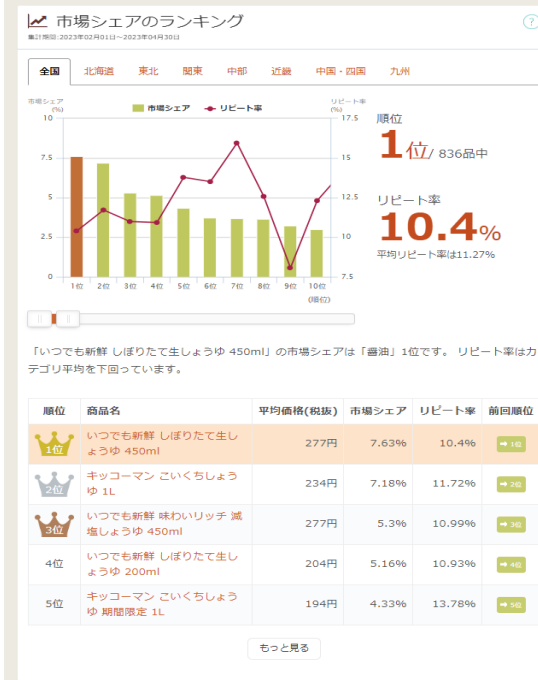 市場シェアのランキング
?
集計期間:2023年02月01日～2023年04月30日
全国 北海道 東北 関東 中部 近畿 中国・四国 九州
市場シェア
(%)
市場シェア リピート率
リピート率
(%)
10
7.5
5
2.5
0
17.5
15
12.5
10
7.5
1位 2位 3位 4位 5位 6位 7位 8位 9位 10位
(順位)
順位
1位/ 836品中
リピート率
10.4%
平均リピート率は11.27%
「いつでも新鮮 しぼりたて生しょうゆ 450ml」の市場シェアは「醤油」1位です。 リピート率はカ
テゴリ平均を下回っています。
順位 商品名 平均価格(税抜) 市場シェア リピート率 前回順位
1位 いつでも新鮮 しぼりたて生し
ょうゆ 450ml 277円 7.63% 10.4% 1位
2位 キッコーマン こいくちしょう
ゆ 1L 234円 7.18% 11.72% 2位
3位 いつでも新鮮 味わいリッチ 減
塩しょうゆ 450ml 277円 5.3% 10.99% 3位
4位 いつでも新鮮 しぼりたて生し
ょうゆ 200ml 204円 5.16% 10.93% 4位
5位 キッコーマン こいくちしょう
ゆ 期間限定 1L 194円 4.33% 13.78% 5位
もっと見る